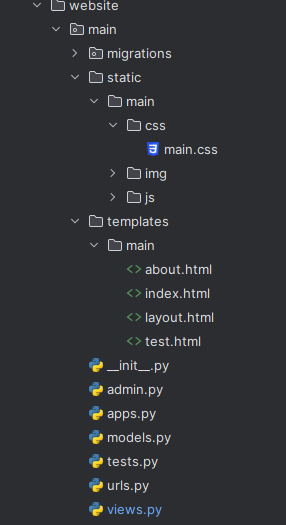 website
main
migrations
static
main
css
main.css
img
js
templates
main
about.html
index.html
layout.html
test.html
__init__.py
admin.py
apps.py
models.py
tests.py
urls.py
views.py